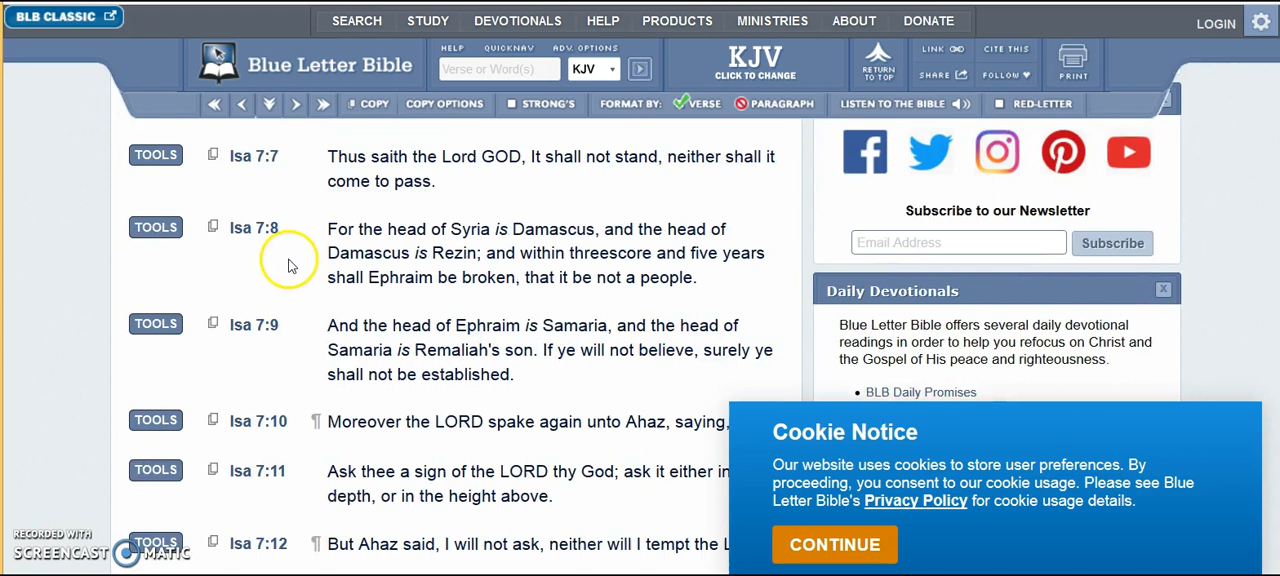 BLB CLASSIC
SEARCH STUDY DEVOTIONALS HELP PRODUCTS MINISTRIES ABOUT DONATE
LOGIN
Blue Letter Bible
HELP QUICKNAV ADV. OPTIONS
Verse or Word(s)
KJV
KJV
CLICK TO CHANGE
RETURN
TO TOP
LINK
CITE THIS
SHARE
FOLLOW
PRINT
COPY COPY OPTIONS STRONG'S FORMAT BY: VERSE PARAGRAPH LISTEN TO THE BIBLE RED-LETTER
TOOLS Isa 7:7 Thus saith the Lord GOD, It shall not stand, neither shall it
come to pass.
TOOLS Isa 7:8 For the head of Syria is Damascus, and the head of
Damascus is Rezin; and within threescore and five years
shall Ephraim be broken, that it be not a people.
TOOLS Isa 7:9 And the head of Ephraim is Samaria, and the head of
Samaria is Remaliah's son. If ye will not believe, surely ye
shall not be established.
TOOLS Isa 7:10 ¶ Moreover the LORD spake again unto Ahaz, saying,
TOOLS Isa 7:11 Ask thee a sign of the LORD thy God; ask it either in
depth, or in the height above.
TOOLS Isa 7:12 ¶ But Ahaz said, I will not ask, neither will I tempt the L
Subscribe to our Newsletter
Email Address
Subscribe
Daily Devotionals
Blue Letter Bible offers several daily devotional
readings in order to help you refocus on Christ and
the Gospel of His peace and righteousness.
• BLB Daily Promises
Cookie Notice
Our website uses cookies to store user preferences. By
proceeding, you consent to our cookie usage. Please see Blue
Letter Bible's Privacy Policy for cookie usage details.
CONTINUE
RECORDED WITH
SCREENCAST MATIC